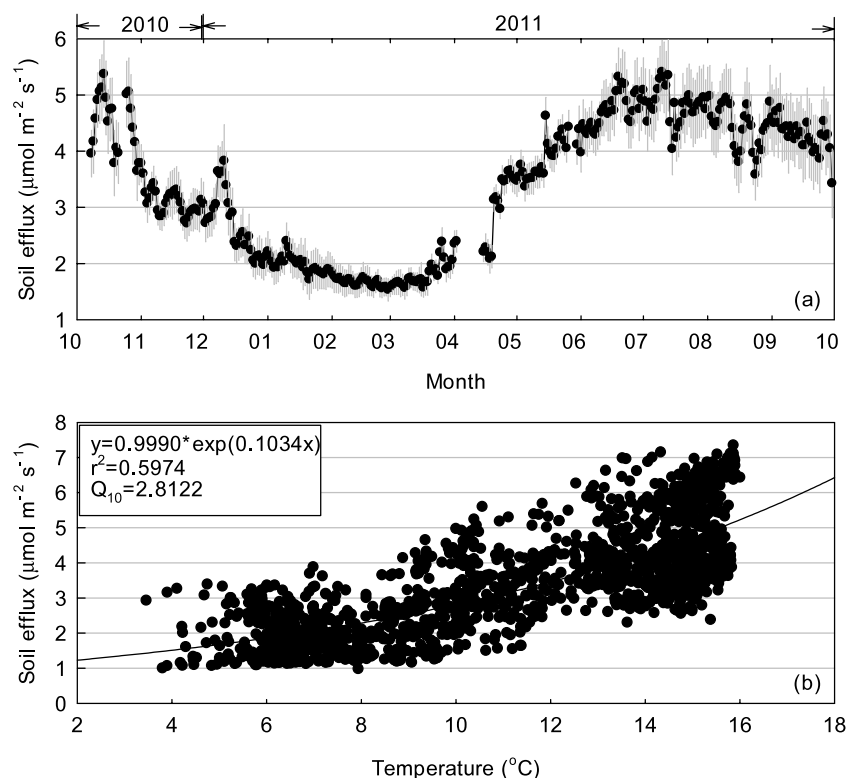 2010 2011
6
5
4
3
2
1
Soil efflux (μmol m⁻² s⁻¹)
(a)
10 11 12 01 02 03 04 05 06 07 08 09 10
Month
8
7
6
5
4
3
2
1
0
Soil efflux (μmol m⁻² s⁻¹)
y=0.9990*exp(0.1034x)
r²=0.5974
Q₁₀=2.8122
(b)
2 4 6 8 10 12 14 16 18
Temperature (°C)